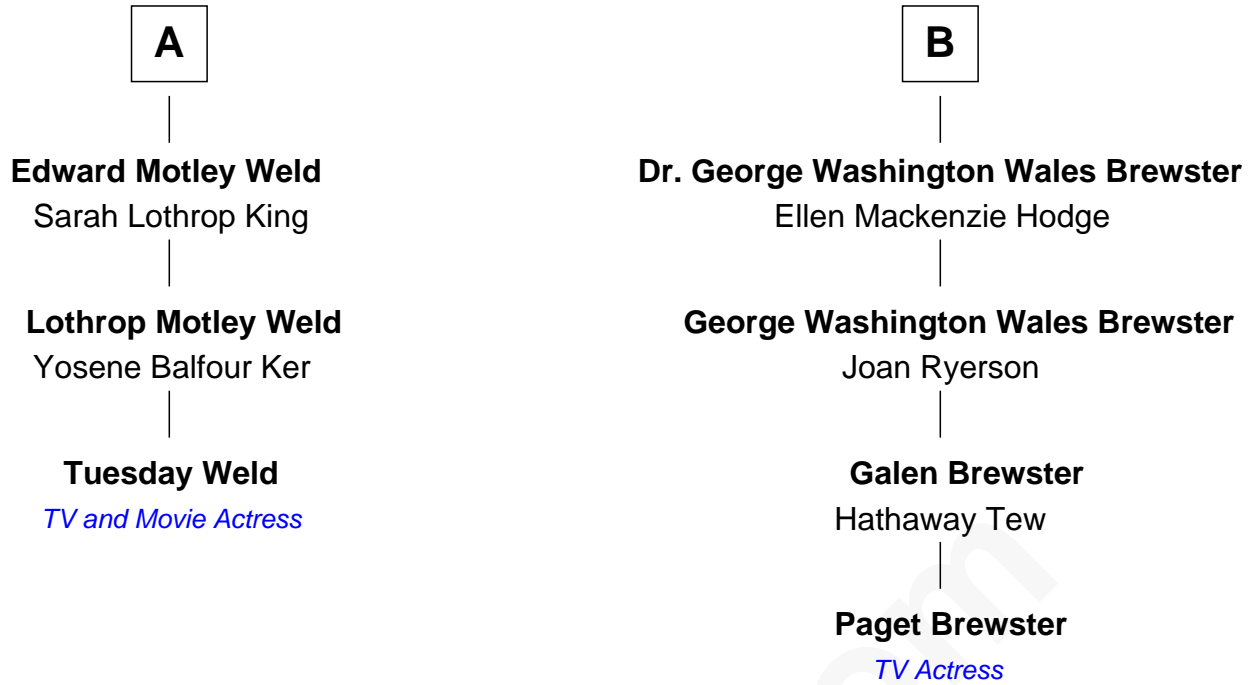 A
Edward Motley Weld
Sarah Lothrop King
Lothrop Motley Weld
Yosene Balfour Ker
Tuesday Weld
TV and Movie Actress
B
Dr. George Washington Wales Brewster
Ellen Mackenzie Hodge
George Washington Wales Brewster
Joan Ryerson
Galen Brewster
Hathaway Tew
Paget Brewster
TV Actress